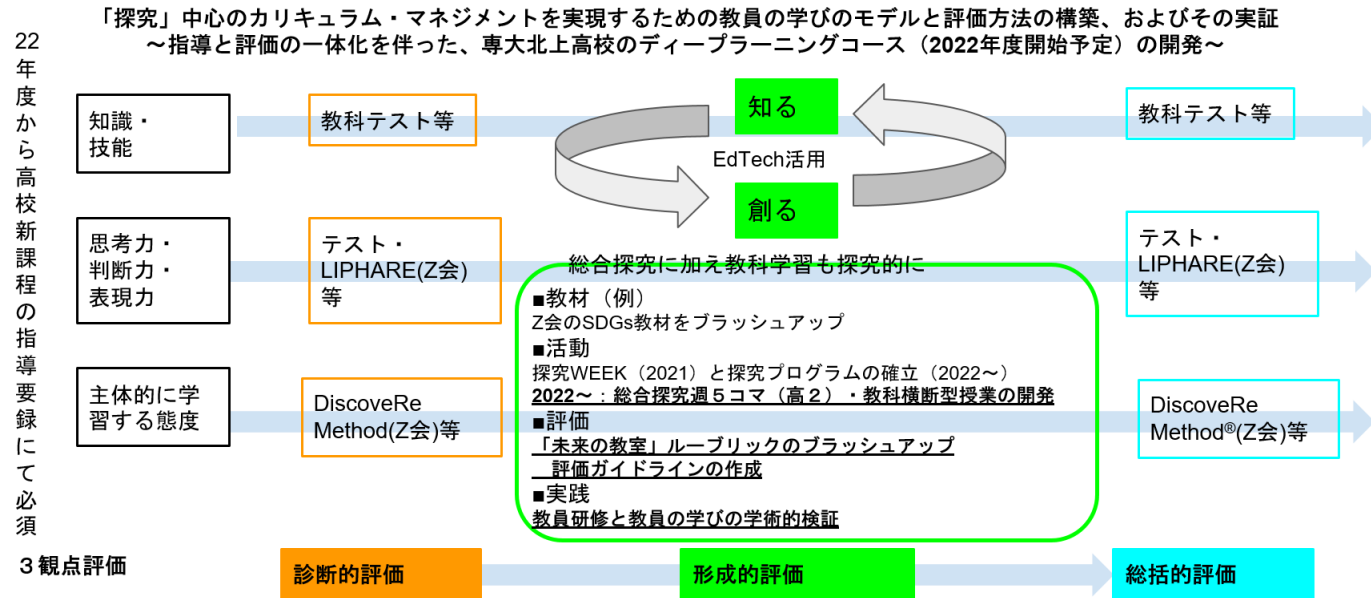 「探究」中心のカリキュラム・マネジメントを実現するための教員の学びのモデルと評価方法の構築、およびその実証
～指導と評価の一体化を伴った、専大北上高校のディープラーニングコース（2022年度開始予定）の開発～
22年度から高校新課程の指導要録にて必須
知識・
技能
教科テスト等
知る
EdTech活用
創る
教科テスト等
思考力・
判断力・
表現力
テスト・
LIPHARE(Z会)
等
総合探究に加え教科学習も探究的に
テスト・
LIPHARE(Z会)
等
主体的に学
習する態度
DiscoveRe
Method(Z会)等
■教材（例）
Z会のSDGs教材をブラッシュアップ
■活動
探究WEEK（2021）と探究プログラムの確立（2022～）
2022～：総合探究週５コマ（高２）・教科横断型授業の開発
■評価
「未来の教室」ルーブリックのブラッシュアップ
評価ガイドラインの作成
■実践
教員研修と教員の学びの学術的検証
DiscoveRe
Method®(Z会)等
３観点評価
診断的評価
形成的評価
総括的評価